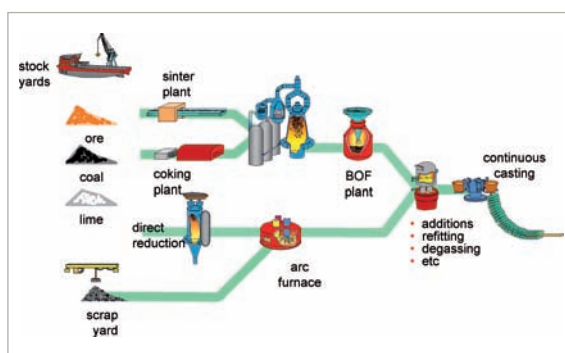 stock
yards
sinter
plant
ore
coal
coking
plant
lime
BOF
plant
continuous
casting
direct
reduction
arc
furnace
• additions
• refitting
• degassing
• etc
scrap
yard